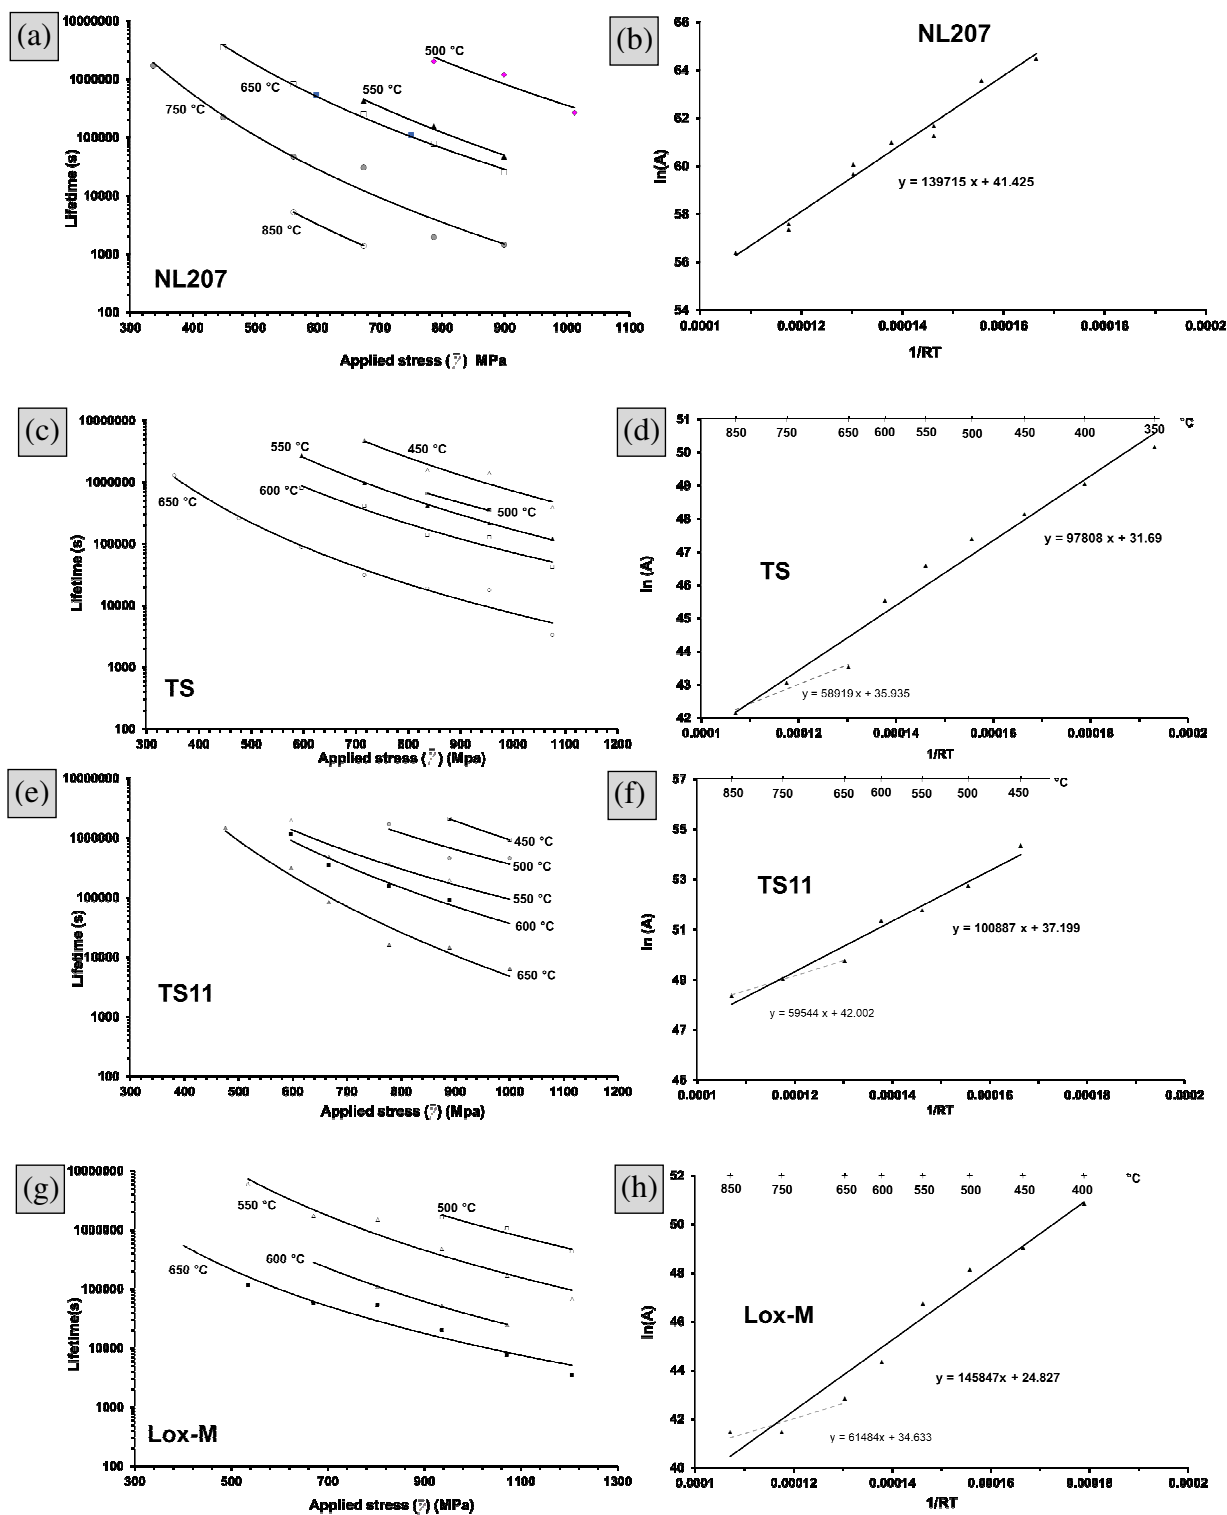 (a)
10000000
1000000
100000
10000
1000
100
Lifetime (s)
500 °C
550 °C
650 °C
750 °C
850 °C
NL207
300 400 500 600 700 800 900 1000 1100
Applied stress ( ) MPa
(b)
NL207
66
64
62
60
58
56
54
ln(A)
y = 139715 x + 41.425
0.0001 0.00012 0.00014 0.00016 0.00018 0.0002
1/RT
(c)
10000000
1000000
100000
10000
1000
100
Lifetime (s)
450 °C
550 °C
500 °C
600 °C
650 °C
TS
300 400 500 600 700 800 900 1000 1100 1200
Applied stress ( ) (Mpa)
(d)
51
50
49
48
47
46
45
44
43
42
ln (A)
850 750 650 600 550 500 450 400 350 °C
y = 97808 x + 31.69
TS
y = 58919 x + 35.935
0.0001 0.00012 0.00014 0.00016 0.00018 0.0002
1/RT
(e)
10000000
1000000
100000
10000
1000
100
Lifetime (s)
450 °C
500 °C
550 °C
600 °C
650 °C
TS11
300 400 500 600 700 800 900 1000 1100 1200
Applied stress ( ) (Mpa)
(f)
57
55
53
51
49
47
45
ln (A)
850 750 650 600 550 500 450 °C
TS11
y = 100887 x + 37.199
y = 59544 x + 42.002
0.0001 0.00012 0.00014 0.00016 0.00018 0.0002
1/RT
(g)
10000000
1000000
100000
10000
1000
100
Lifetime(s)
550 °C
500 °C
600 °C
650 °C
Lox-M
300 500 700 900 1100 1300
Applied stress ( ) (MPa)
(h)
52
50
48
46
44
42
40
ln(A)
850 750 650 600 550 500 450 400 °C
Lox-M
y = 145847x + 24.827
y = 61484x + 34.633
0.0001 0.00012 0.00014 0.00016 0.00018 0.0002
1/RT